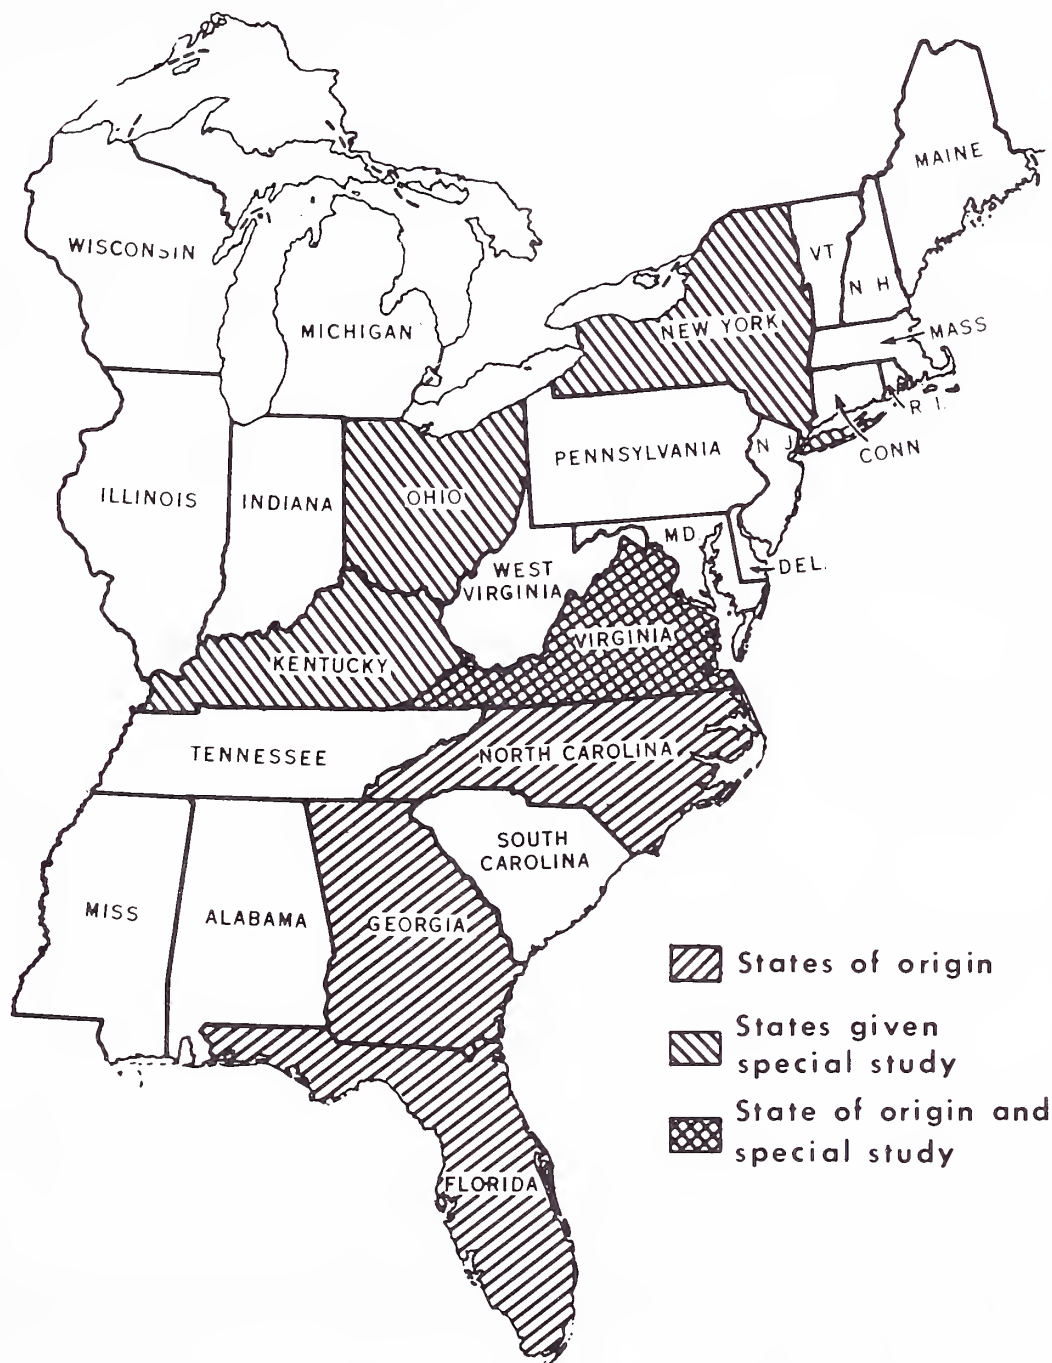 MAINE
WISCONSIN
VT
N H
MICHIGAN
NEW YORK
MASS
R I.
CONN
N J
PENNSYLVANIA
ILLINOIS
INDIANA
OHIO
MD.
DEL.
WEST
VIRGINIA
VIRGINIA
KENTUCKY
TENNESSEE
NORTH CAROLINA
SOUTH
CAROLINA
MISS
ALABAMA
GEORGIA
FLORIDA
States of origin
States given
special study
State of origin and
special study